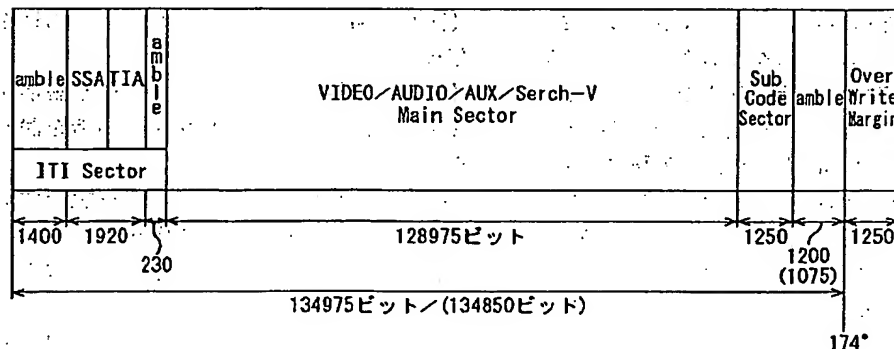 amble
SSA
TIA
amble
VIDEO／AUDIO／AUX／Serch-V
Main Sector
Sub
Code
Sector
amble
Over
Write
Margin
ITI Sector
1400
1920
230
128975ビット
1250
1200
(1075)
1250
134975ビット／(134850ビット)
174°